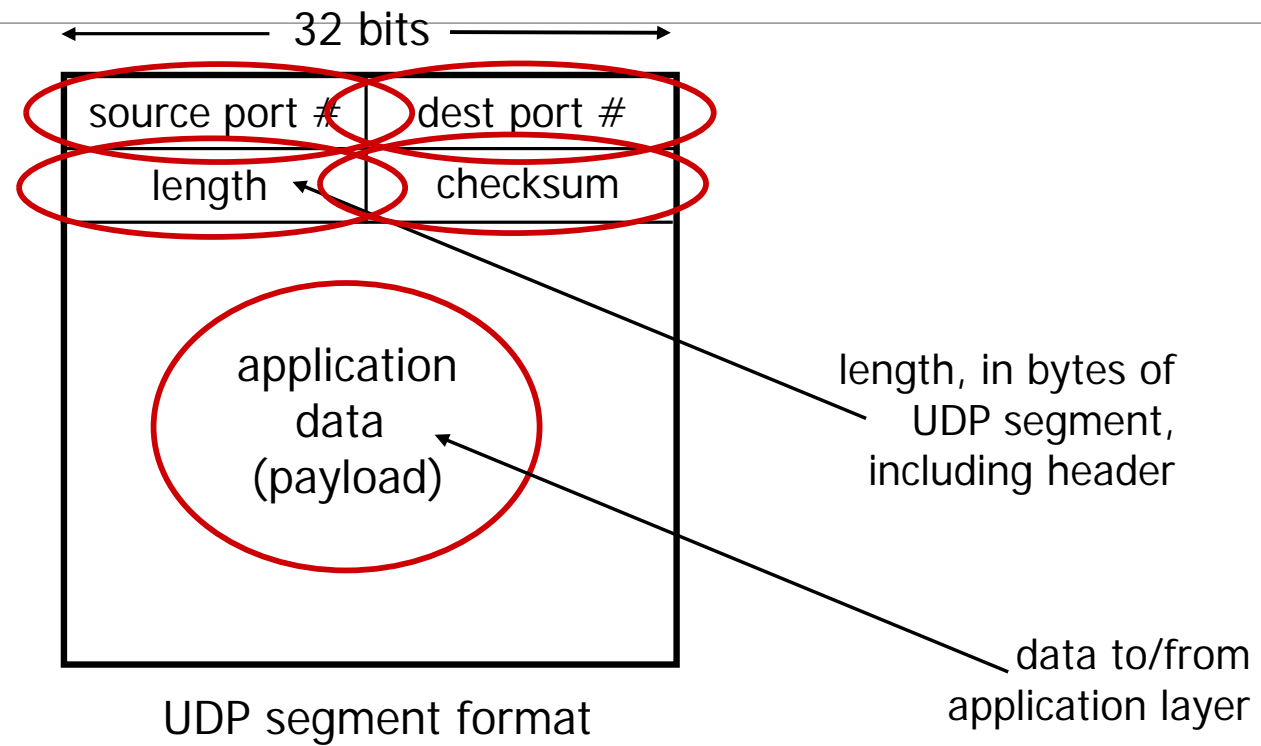 32 bits
source port #
dest port #
length
checksum
application
data
(payload)
length, in bytes of
UDP segment,
including header
data to/from
application layer
UDP segment format